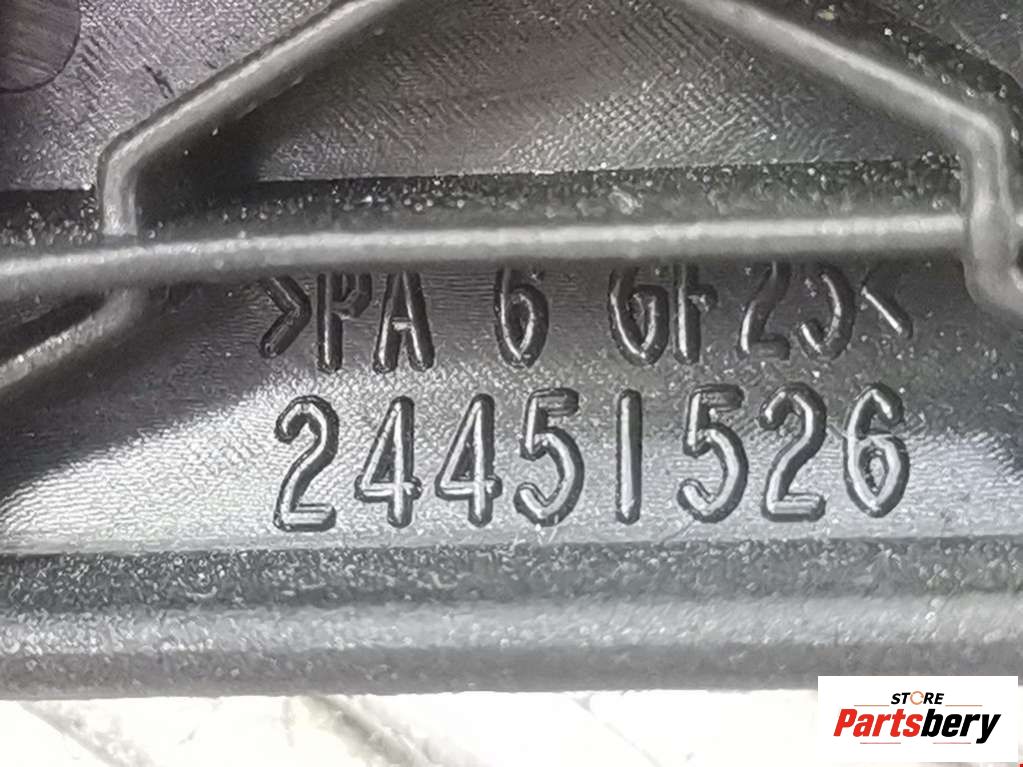 >PA 6 GF25<
24451526
STORE
Partsbery